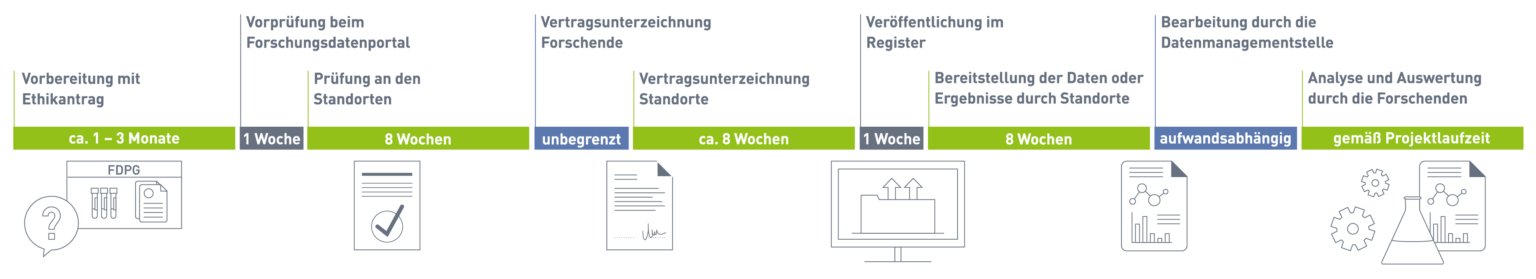 Vorbereitung mit
Ethikantrag
ca. 1 – 3 Monate
Vorprüfung beim
Forschungsdatenportal
1 Woche
Prüfung an den
Standorten
8 Wochen
Vertragsunterzeichnung
Forschende
unbegrenzt
Vertragsunterzeichnung
Standorte
ca. 8 Wochen
Veröffentlichung im
Register
1 Woche
Bereitstellung der Daten oder
Ergebnisse durch Standorte
8 Wochen
Bearbeitung durch die
Datenmanagementstelle
aufwandsabhängig
Analyse und Auswertung
durch die Forschenden
gemäß Projektlaufzeit
FDPG
?